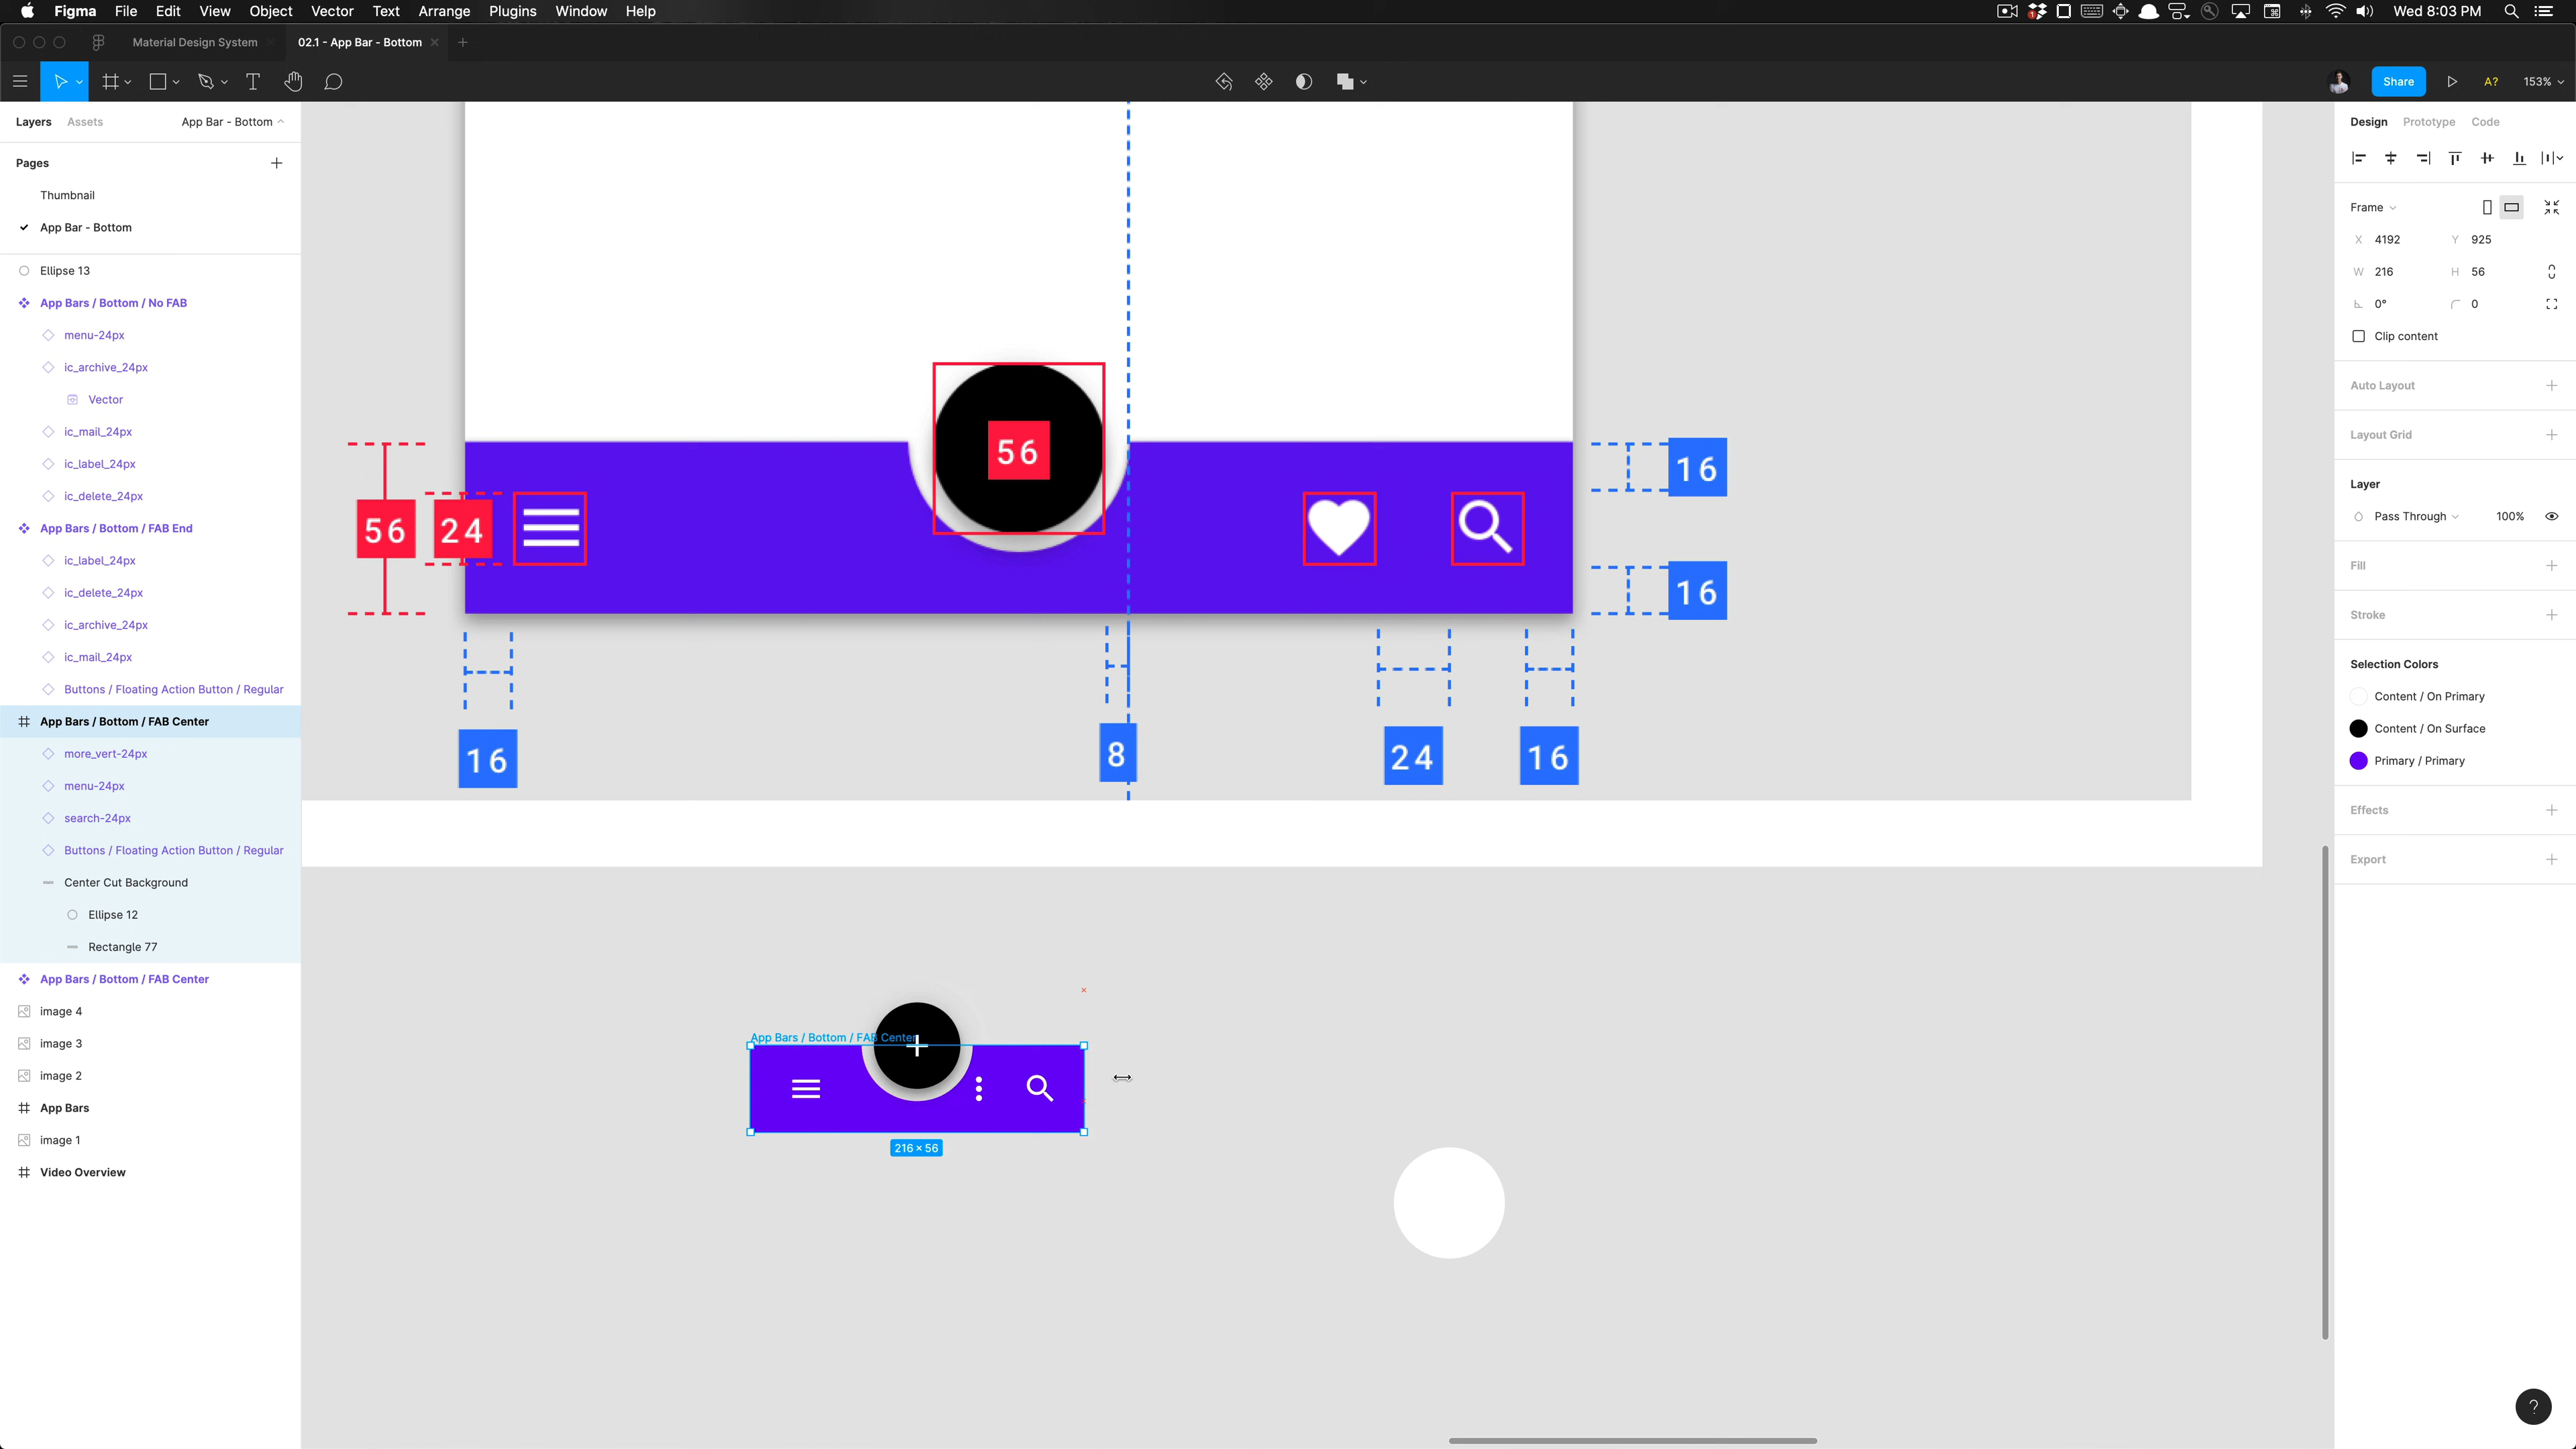 Figma File Edit View Object Vector Text Arrange Plugins Window Help
Wed 8:03 PM
Material Design System
02.1 - App Bar - Bottom
Share
A?
153%
Layers
Assets
App Bar - Bottom
Pages
Thumbnail
App Bar - Bottom
Ellipse 13
App Bars / Bottom / No FAB
menu-24px
ic_archive_24px
Vector
ic_mail_24px
ic_label_24px
ic_delete_24px
App Bars / Bottom / FAB End
ic_label_24px
ic_delete_24px
ic_archive_24px
ic_mail_24px
Buttons / Floating Action Button / Regular
App Bars / Bottom / FAB Center
more_vert-24px
menu-24px
search-24px
Buttons / Floating Action Button / Regular
Center Cut Background
Ellipse 12
Rectangle 77
App Bars / Bottom / FAB Center
image 4
image 3
image 2
App Bars
image 1
Video Overview
56
16
56
24
16
16
8
24
16
App Bars / Bottom / FAB Center
216 × 56
Design
Prototype
Code
Frame
X 4192
Y 925
W 216
H 56
0°
0
Clip content
Auto Layout
Layout Grid
Layer
Pass Through
100%
Fill
Stroke
Selection Colors
Content / On Primary
Content / On Surface
Primary / Primary
Effects
Export
?